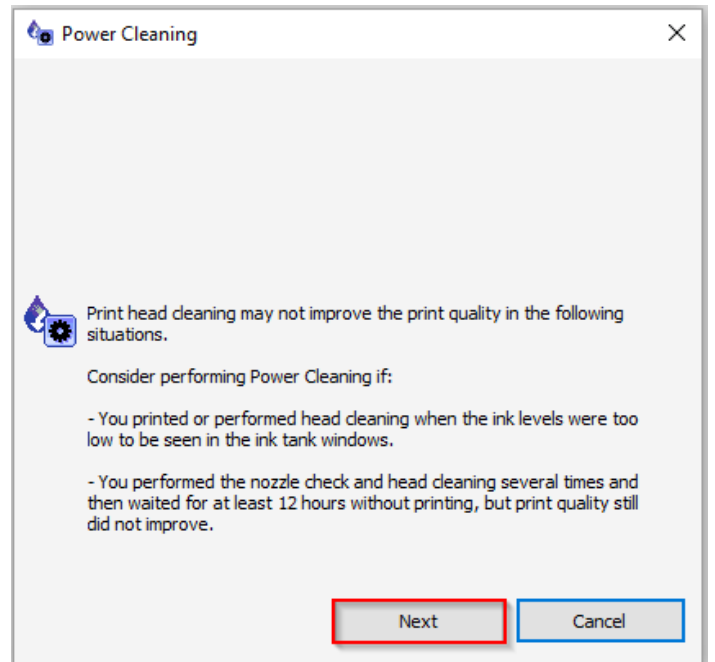 Power Cleaning
Print head cleaning may not improve the print quality in the following
situations.
Consider performing Power Cleaning if:
- You printed or performed head cleaning when the ink levels were too
low to be seen in the ink tank windows.
- You performed the nozzle check and head cleaning several times and
then waited for at least 12 hours without printing, but print quality still
did not improve.
Next
Cancel